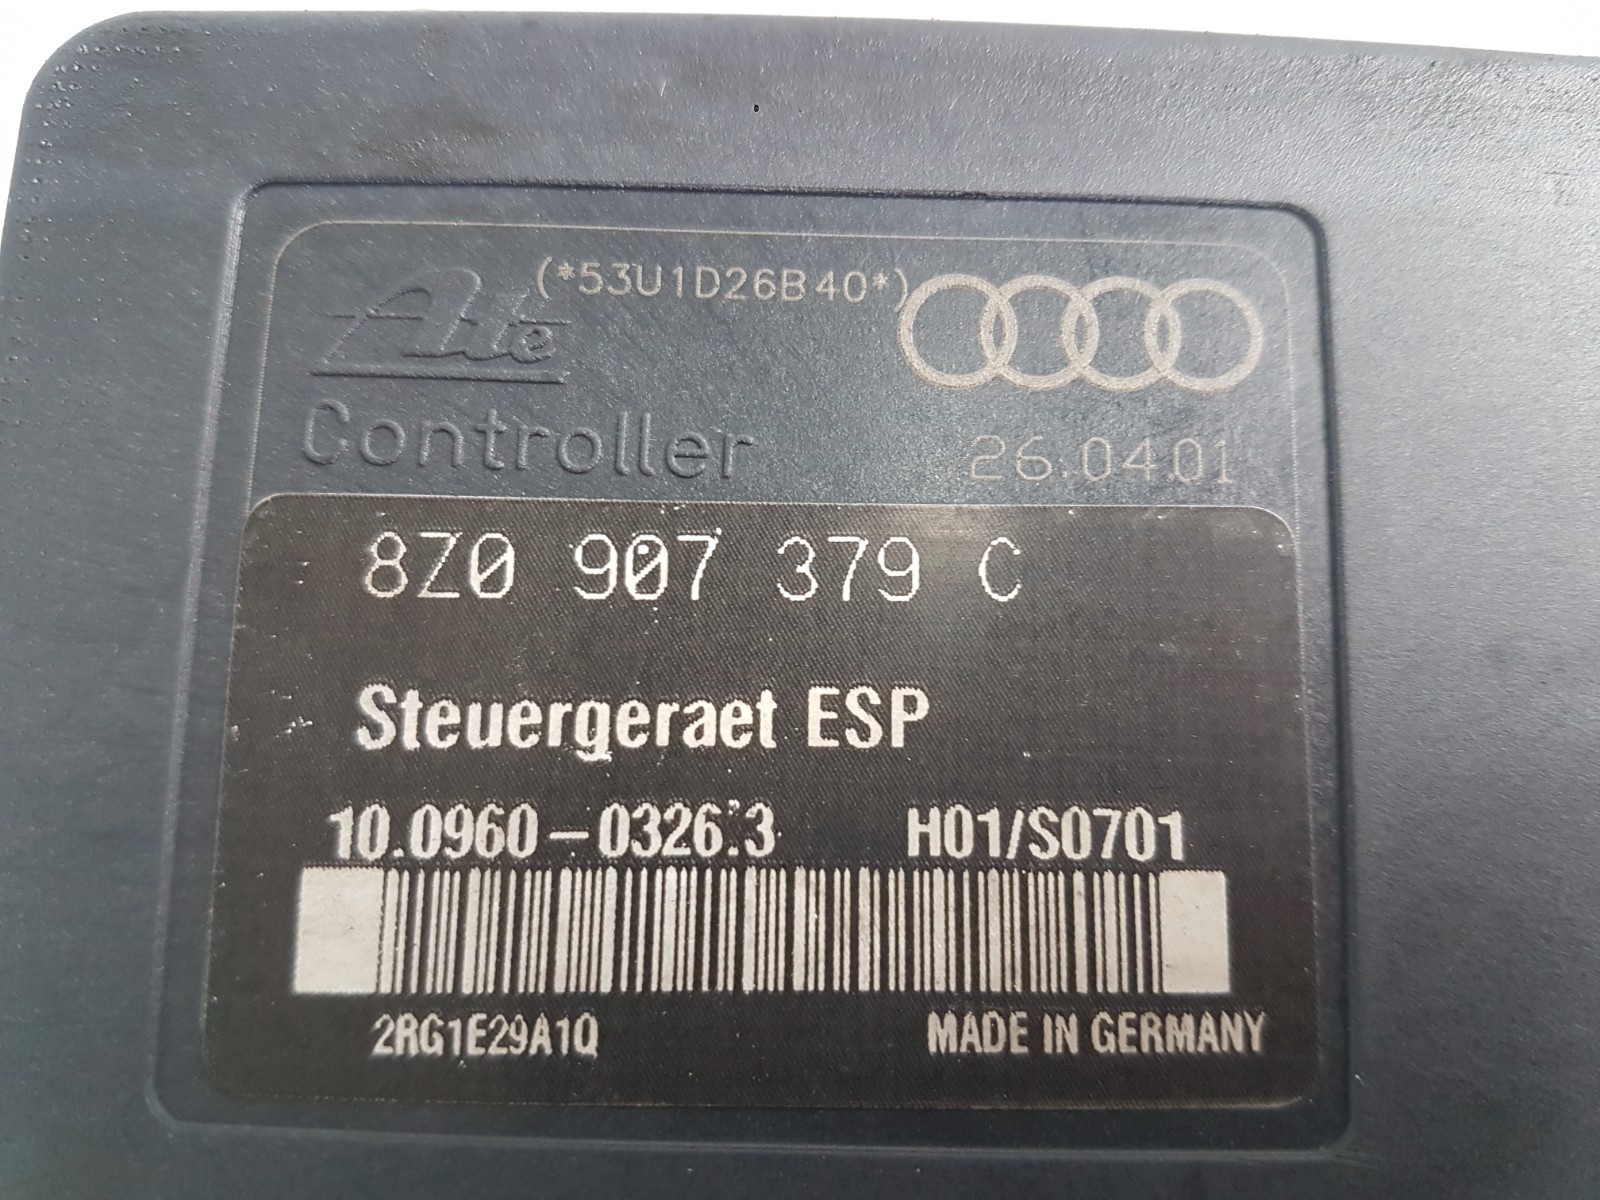 (*53U1D26B40*)
Ate
Controller
26.04.01
8Z0 907 379 C
Steuergeraet ESP
10.0960-0326.3 H01/S0701
2RG1E29A1Q MADE IN GERMANY